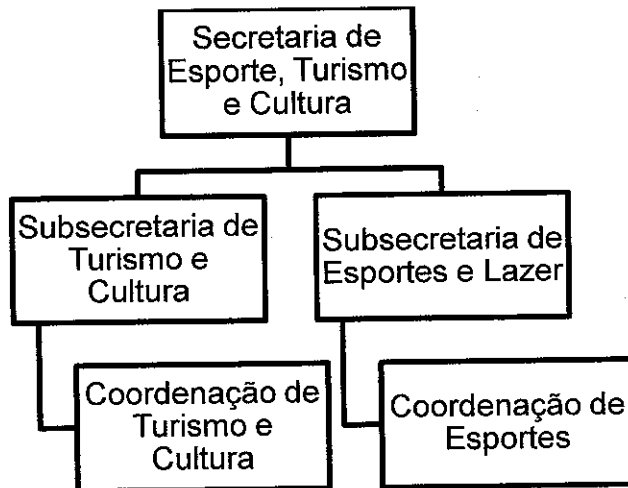 Secretaria de
Esporte, Turismo
e Cultura
Subsecretaria de
Turismo e
Cultura
Subsecretaria de
Esportes e Lazer
Coordenação de
Turismo e
Cultura
Coordenação de
Esportes